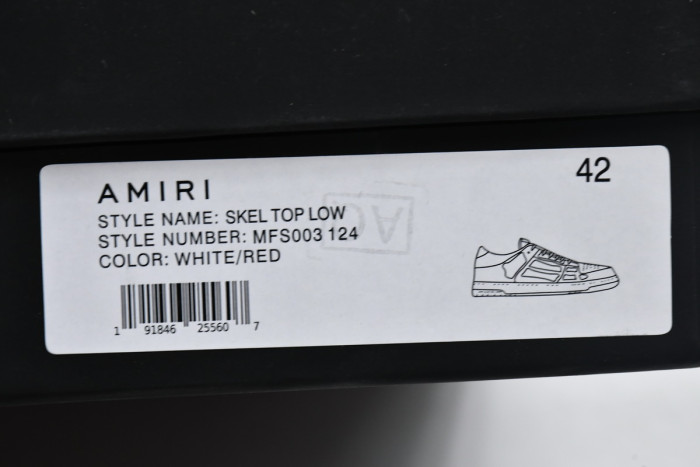 AMIRI
42
STYLE NAME: SKEL TOP LOW
STYLE NUMBER: MFS003 124
COLOR: WHITE/RED
1 91846 25560 7